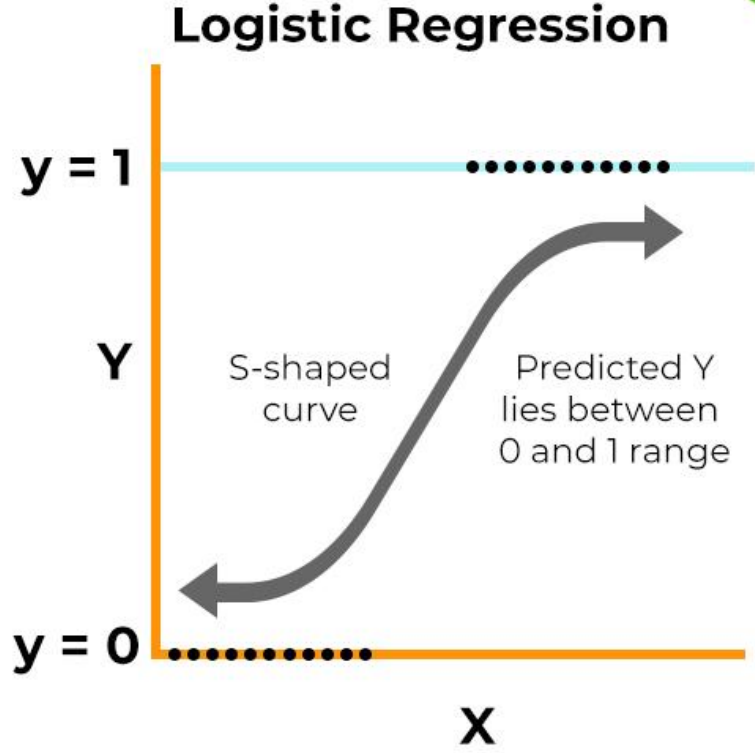 Logistic Regression
y = 1
Y
S-shaped
curve
Predicted Y
lies between
0 and 1 range
y = 0
X